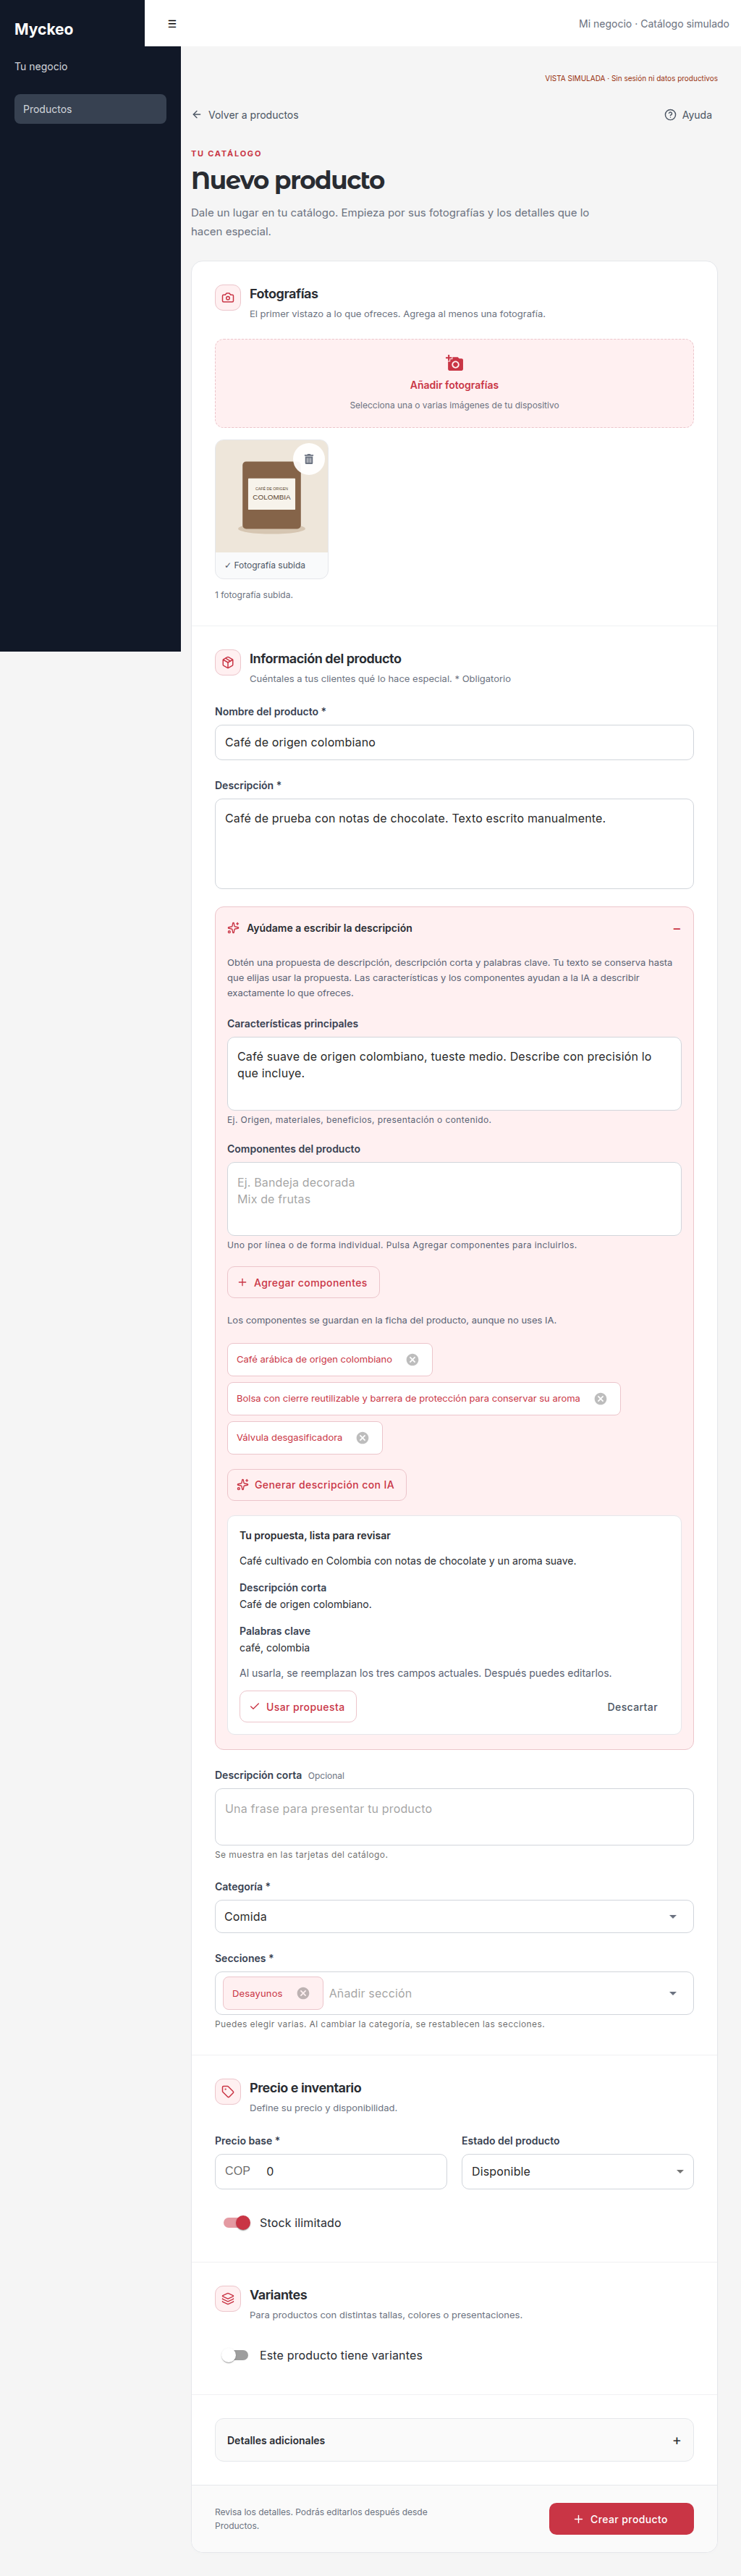 Myckeo
☰
Mi negocio · Catálogo simulado
Tu negocio
Productos
VISTA SIMULADA · Sin sesión ni datos productivos
Volver a productos
Ayuda
TU CATÁLOGO
Nuevo producto
Dale un lugar en tu catálogo. Empieza por sus fotografías y los detalles que lo
hacen especial.
Fotografías
El primer vistazo a lo que ofreces. Agrega al menos una fotografía.
Añadir fotografías
Selecciona una o varias imágenes de tu dispositivo
CAFÉ DE ORIGEN
COLOMBIA
✓ Fotografía subida
1 fotografía subida.
Información del producto
Cuéntales a tus clientes qué lo hace especial. * Obligatorio
Nombre del producto *
Café de origen colombiano
Descripción *
Café de prueba con notas de chocolate. Texto escrito manualmente.
Ayúdame a escribir la descripción
Obtén una propuesta de descripción, descripción corta y palabras clave. Tu texto se conserva hasta
que elijas usar la propuesta. Las características y los componentes ayudan a la IA a describir
exactamente lo que ofreces.
Características principales
Café suave de origen colombiano, tueste medio. Describe con precisión lo
que incluye.
Ej. Origen, materiales, beneficios, presentación o contenido.
Componentes del producto
Ej. Bandeja decorada
Mix de frutas
Uno por línea o de forma individual. Pulsa Agregar componentes para incluirlos.
Agregar componentes
Los componentes se guardan en la ficha del producto, aunque no uses IA.
Café arábica de origen colombiano
Bolsa con cierre reutilizable y barrera de protección para conservar su aroma
Válvula desgasificadora
Generar descripción con IA
Tu propuesta, lista para revisar
Café cultivado en Colombia con notas de chocolate y un aroma suave.
Descripción corta
Café de origen colombiano.
Palabras clave
café, colombia
Al usarla, se reemplazan los tres campos actuales. Después puedes editarlos.
Usar propuesta
Descartar
Descripción corta Opcional
Una frase para presentar tu producto
Se muestra en las tarjetas del catálogo.
Categoría *
Comida
Secciones *
Desayunos
Añadir sección
Puedes elegir varias. Al cambiar la categoría, se restablecen las secciones.
Precio e inventario
Define su precio y disponibilidad.
Precio base *
Estado del producto
COP 0
Disponible
Stock ilimitado
Variantes
Para productos con distintas tallas, colores o presentaciones.
Este producto tiene variantes
Detalles adicionales
+
Revisa los detalles. Podrás editarlos después desde
Productos.
Crear producto